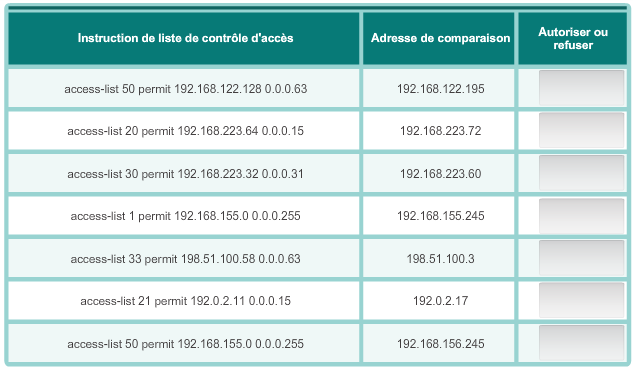 Instruction de liste de contrôle d'accès Adresse de comparaison Autoriser ou refuser
access-list 50 permit 192.168.122.128 0.0.0.63 192.168.122.195
access-list 20 permit 192.168.223.64 0.0.0.15 192.168.223.72
access-list 30 permit 192.168.223.32 0.0.0.31 192.168.223.60
access-list 1 permit 192.168.155.0 0.0.0.255 192.168.155.245
access-list 33 permit 198.51.100.58 0.0.0.63 198.51.100.3
access-list 21 permit 192.0.2.11 0.0.0.15 192.0.2.17
access-list 50 permit 192.168.155.0 0.0.0.255 192.168.156.245